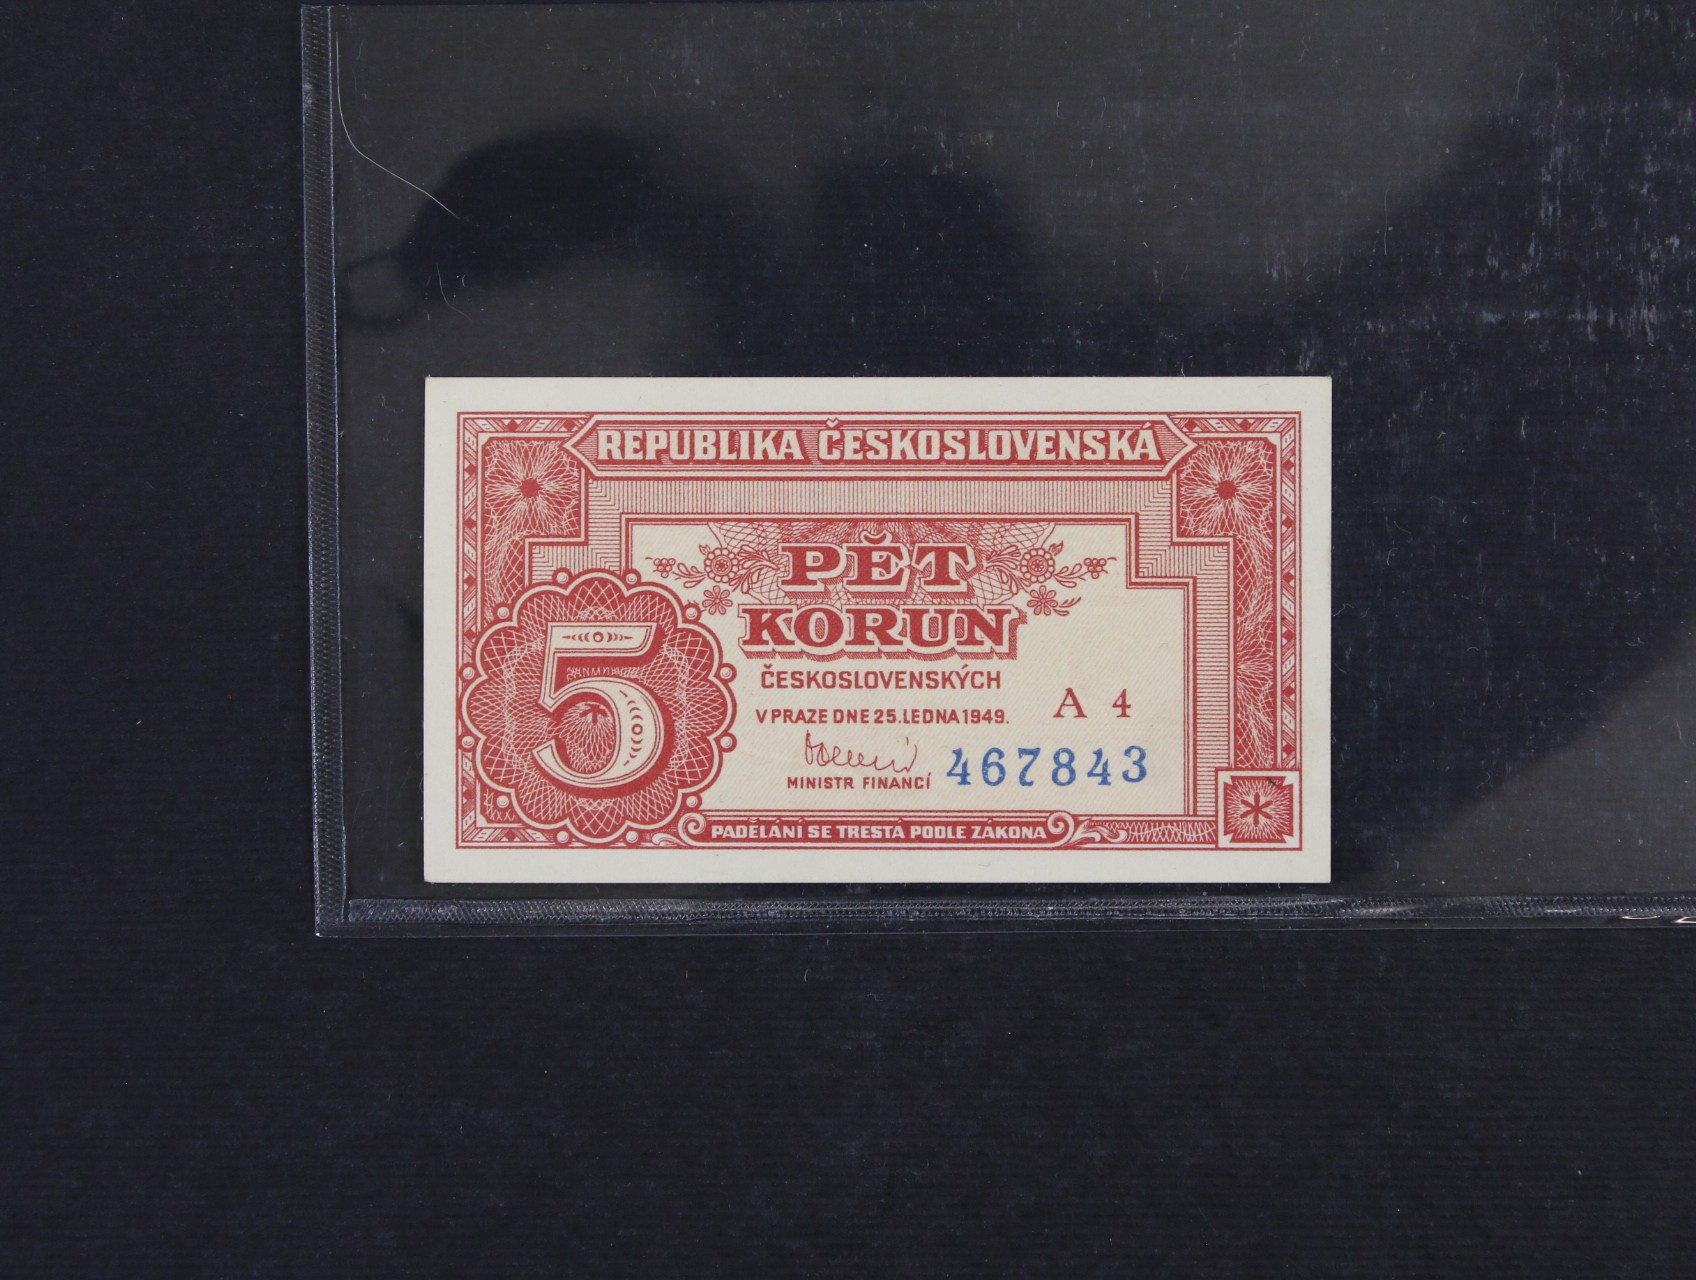 REPUBLIKA ČESKOSLOVENSKÁ
PĚT
KORUN
ČESKOSLOVENSKÝCH
V PRAZE DNE 25. LEDNA 1949.
A 4
467843
MINISTR FINANCÍ
5
PADĚLÁNÍ SE TRESTÁ PODLE ZÁKONA